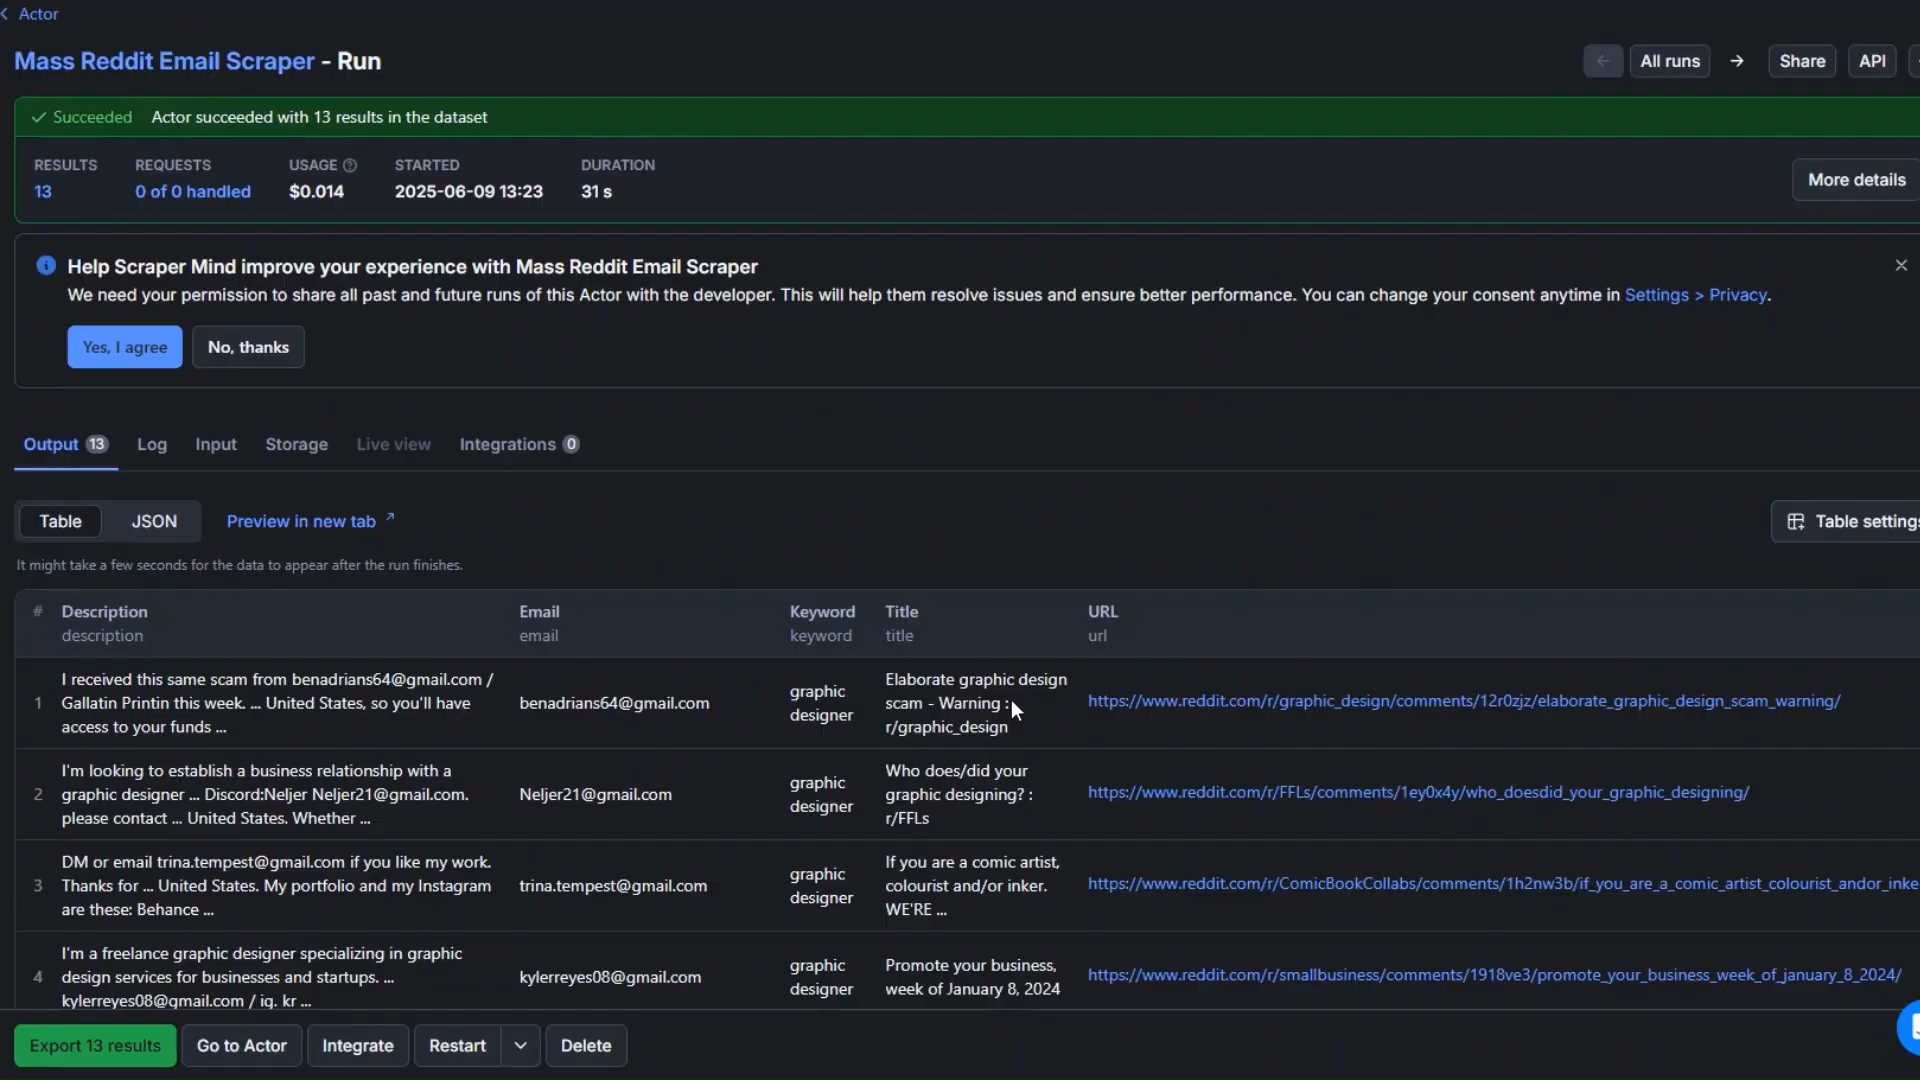 Actor
Mass Reddit Email Scraper - Run
All runs
Share
API
Succeeded Actor succeeded with 13 results in the dataset
RESULTS REQUESTS USAGE STARTED DURATION
13 0 of 0 handled $0.014 2025-06-09 13:23 31 s
More details
Help Scraper Mind improve your experience with Mass Reddit Email Scraper
We need your permission to share all past and future runs of this Actor with the developer. This will help them resolve issues and ensure better performance. You can change your consent anytime in Settings > Privacy.
Yes, I agree No, thanks
Output 13 Log Input Storage Live view Integrations 0
Table JSON Preview in new tab
Table settings
It might take a few seconds for the data to appear after the run finishes.
# Description Email Keyword Title URL
description email keyword title url
1
I received this same scam from benadrians64@gmail.com /
Gallatin Printin this week. ... United States, so you'll have
access to your funds ...
benadrians64@gmail.com
graphic
designer
Elaborate graphic design
scam - Warning :
r/graphic_design
https://www.reddit.com/r/graphic_design/comments/12r0zjz/elaborate_graphic_design_scam_warning/
2
I'm looking to establish a business relationship with a
graphic designer ... Discord:Neljer Neljer21@gmail.com.
please contact ... United States. Whether ...
Neljer21@gmail.com
graphic
designer
Who does/did your
graphic designing? :
r/FFLs
https://www.reddit.com/r/FFLs/comments/1ey0x4y/who_doesdid_your_graphic_designing/
3
DM or email trina.tempest@gmail.com if you like my work.
Thanks for ... United States. My portfolio and my Instagram
are these: Behance ...
trina.tempest@gmail.com
graphic
designer
If you are a comic artist,
colourist and/or inker.
WE'RE ...
https://www.reddit.com/r/ComicBookCollabs/comments/1h2nw3b/if_you_are_a_comic_artist_colourist_andor_inke
4
I'm a freelance graphic designer specializing in graphic
design services for businesses and startups. ...
kylerreyes08@gmail.com / ig. kr ...
kylerreyes08@gmail.com
graphic
designer
Promote your business,
week of January 8, 2024
https://www.reddit.com/r/smallbusiness/comments/1918ve3/promote_your_business_week_of_january_8_2024/
Export 13 results Go to Actor Integrate Restart Delete